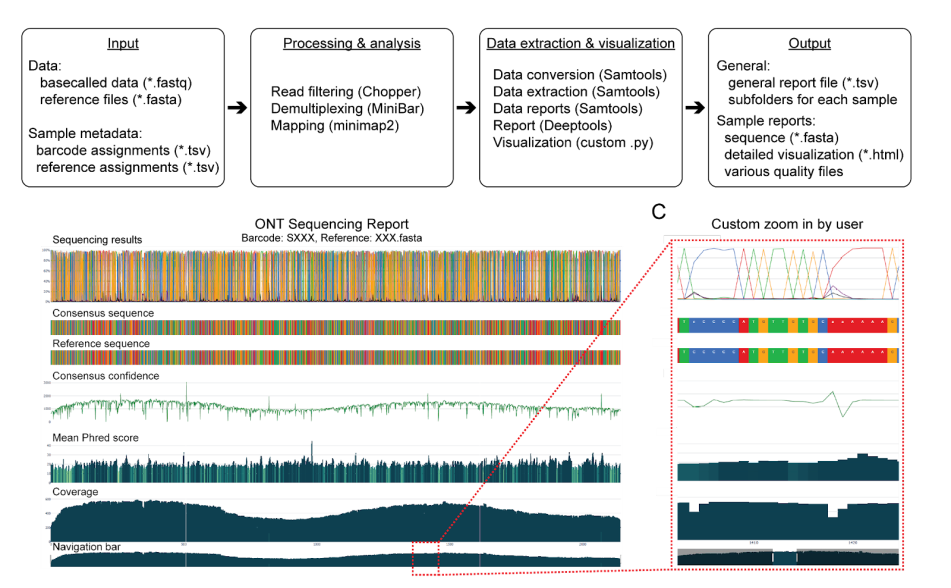 Input
Data:
basecalled data (*.fastq)
reference files (*.fasta)
Sample metadata:
barcode assignments (*.tsv)
reference assignments (*.tsv)
Processing & analysis
Read filtering (Chopper)
Demultiplexing (MiniBar)
Mapping (minimap2)
Data extraction & visualization
Data conversion (Samtools)
Data extraction (Samtools)
Data reports (Samtools)
Report (Deeptools)
Visualization (custom .py)
Output
General:
general report file (*.tsv)
subfolders for each sample
Sample reports:
sequence (*.fasta)
detailed visualization (*.html)
various quality files
ONT Sequencing Report
Barcode: SXXX, Reference: XXX.fasta
Sequencing results
Consensus sequence
Reference sequence
Consensus confidence
Mean Phred score
Coverage
Navigation bar
C
Custom zoom in by user